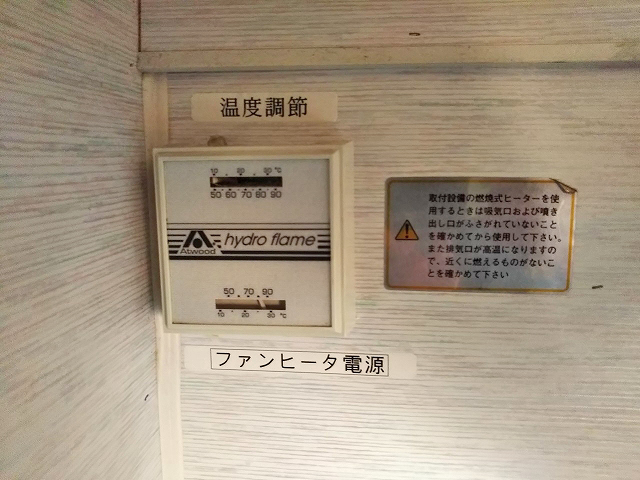 温度調節
10 20 30 ℃
50 60 70 80 90
hydro flame
Atwood
50 70 90
10 20 30 ℃
ファンヒータ電源
取付設備の燃焼式ヒーターを使
用するときは吸気口および噴き
出し口がふさがれていないこと
を確かめてから使用して下さい。
また排気口が高温になりますの
で、近くに燃えるものがないこ
とを確かめて下さい